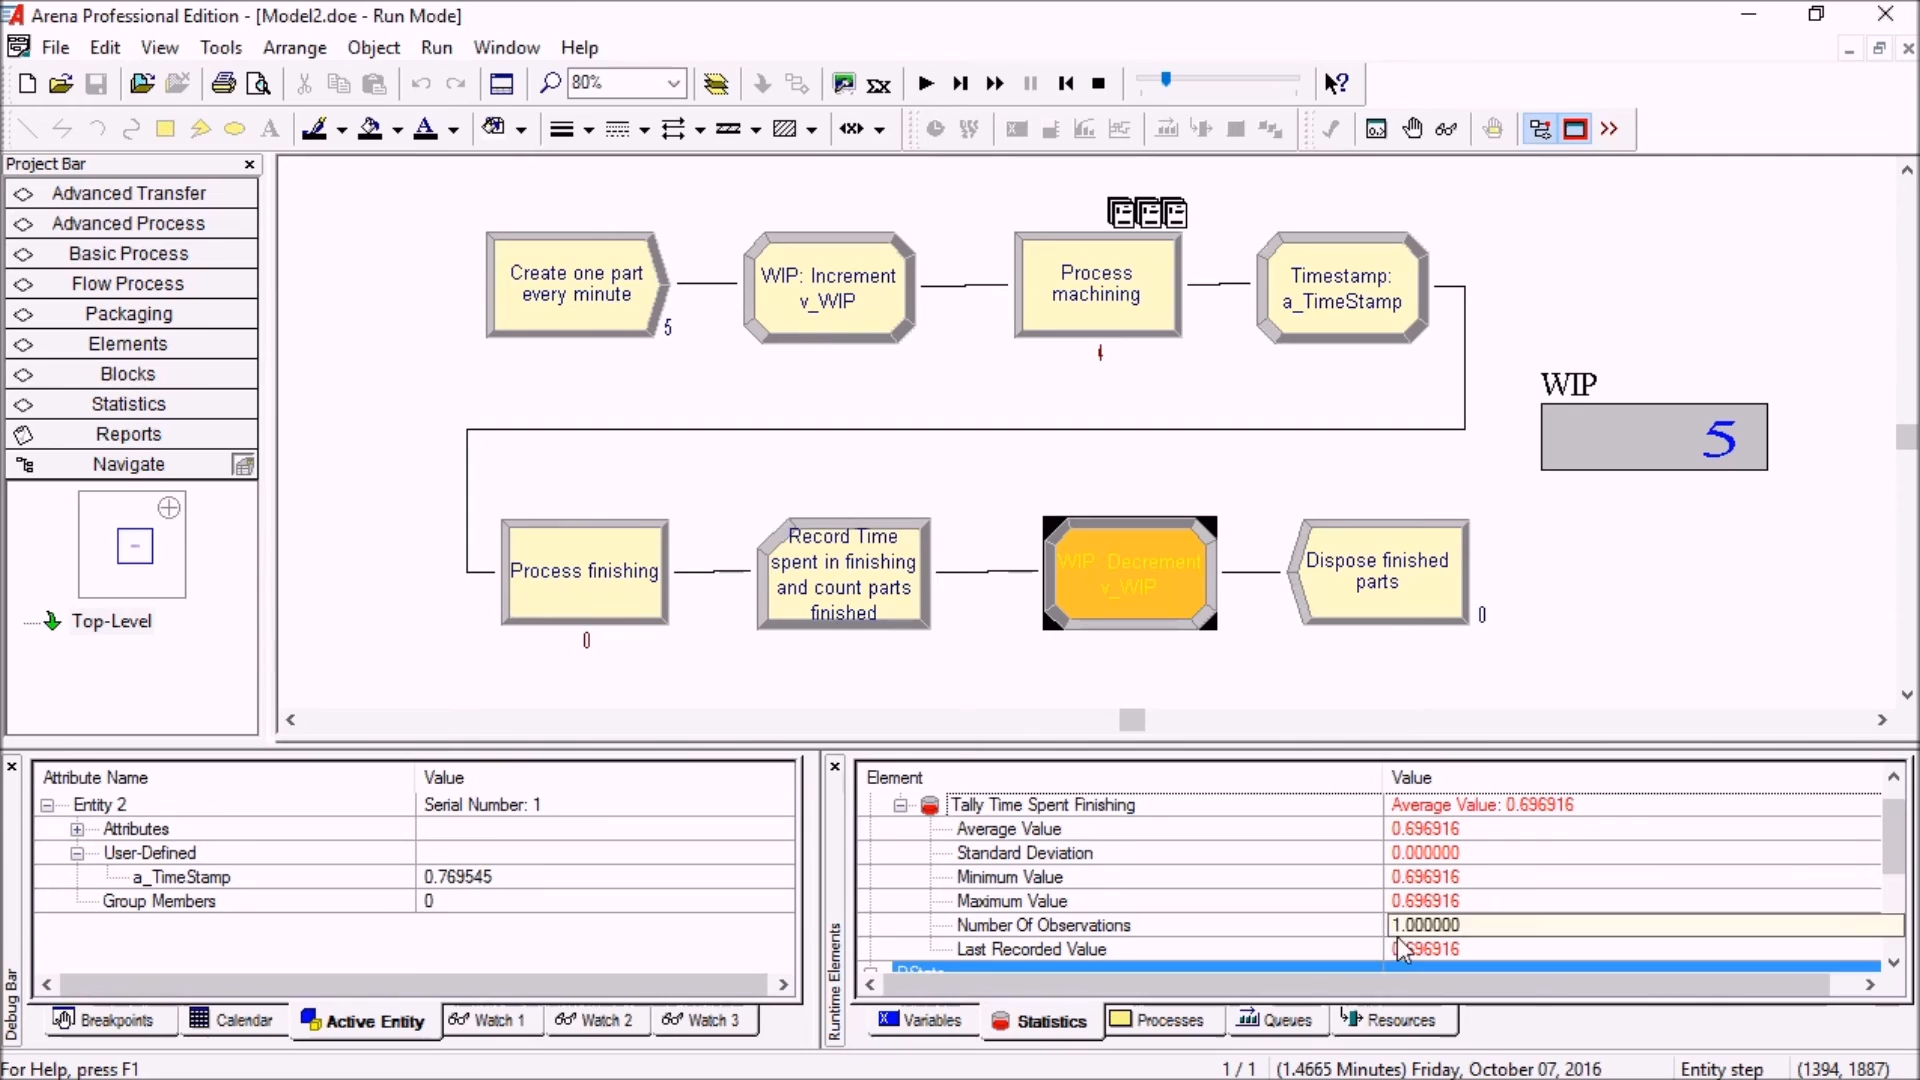 Arena Professional Edition - [Model2.doe - Run Mode]
File Edit View Tools Arrange Object Run Window Help
80%
Project Bar
Advanced Transfer
Advanced Process
Basic Process
Flow Process
Packaging
Elements
Blocks
Statistics
Reports
Navigate
Top-Level
Create one part
every minute
5
WIP: Increment
v_WIP
Process
machining
Timestamp:
a_TimeStamp
WIP
5
Process finishing
0
Record Time
spent in finishing
and count parts
finished
WIP: Decrement
v_WIP
Dispose finished
parts
0
Attribute Name Value
Entity 2 Serial Number: 1
Attributes
User-Defined
a_TimeStamp 0.769545
Group Members 0
Debug Bar
Breakpoints Calendar Active Entity Watch 1 Watch 2 Watch 3
Element Value
Tally Time Spent Finishing Average Value: 0.696916
Average Value 0.696916
Standard Deviation 0.000000
Minimum Value 0.696916
Maximum Value 0.696916
Number Of Observations 1.000000
Last Recorded Value 0.696916
Runtime Elements
Variables Statistics Processes Queues Resources
For Help, press F1
1 / 1 (1.4665 Minutes) Friday, October 07, 2016 Entity step (1394, 1887)